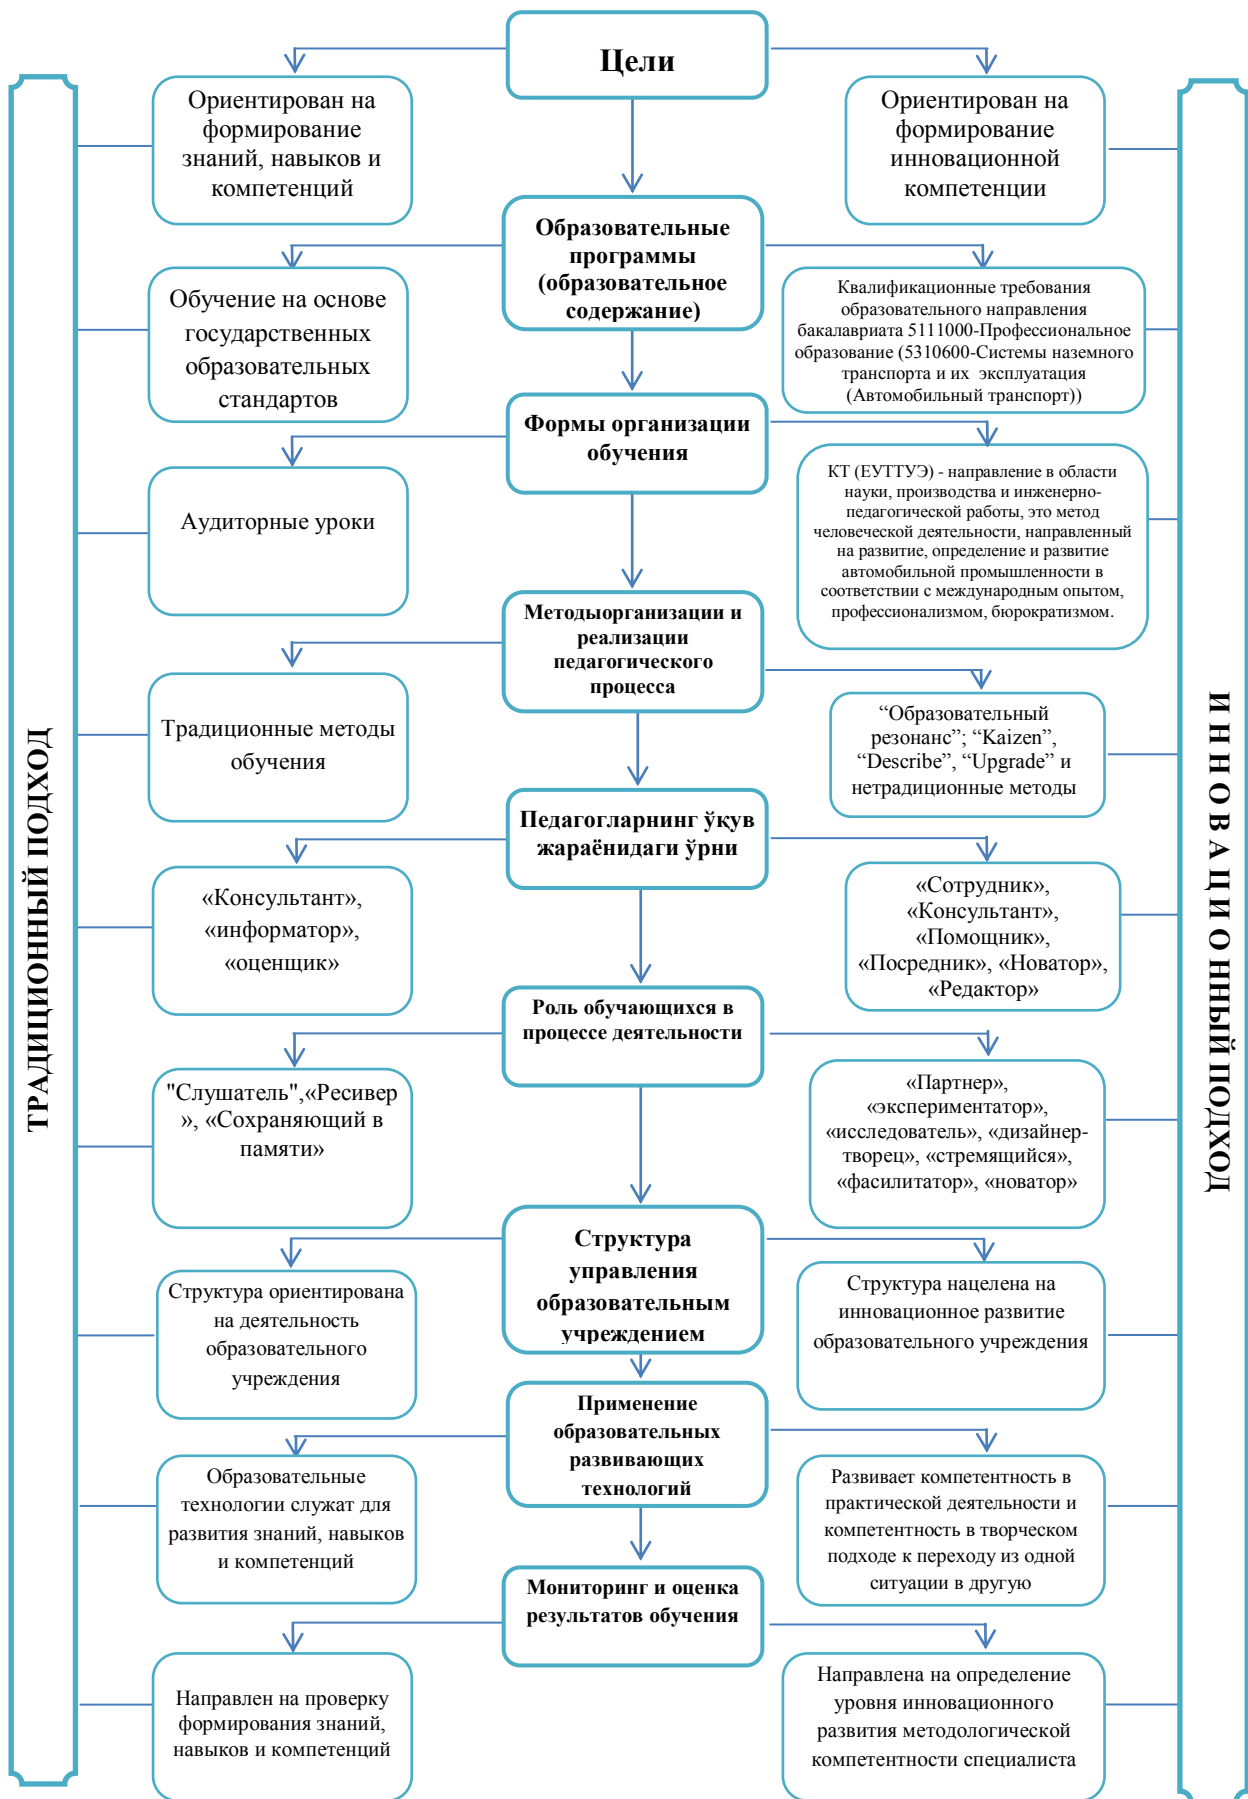 Цели
Ориентирован на
формирование
знаний, навыков и
компетенций
Ориентирован на
формирование
инновационной
компетенции
Образовательные
программы
(образовательное
содержание)
Обучение на основе
государственных
образовательных
стандартов
Квалификационные требования
образовательного направления
бакалавриата 5111000-Профессиональное
образование (5310600-Системы наземного
транспорта и их эксплуатация
(Автомобильный транспорт))
Формы организации
обучения
Аудиторные уроки
КТ (ЕУТТУЭ) - направление в области
науки, производства и инженерно-
педагогической работы, это метод
человеческой деятельности, направленный
на развитие, определение и развитие
автомобильной промышленности в
соответствии с международным опытом,
профессионализмом, бюрократизмом.
Методыорганизации и
реализации
педагогического
процесса
Традиционные методы
обучения
“Образовательный
резонанс”; “Kaizen”,
“Describe”, “Upgrade” и
нетрадиционные методы
Педагогларнинг ўқув
жараёнидаги ўрни
«Консультант»,
«информатор»,
«оценщик»
«Сотрудник»,
«Консультант»,
«Помощник»,
«Посредник», «Новатор»,
«Редактор»
Роль обучающихся в
процессе деятельности
"Слушатель",«Ресивер
», «Сохраняющий в
памяти»
«Партнер»,
«экспериментатор»,
«исследователь», «дизайнер-
творец», «стремящийся»,
«фасилитатор», «новатор»
Структура
управления
образовательным
учреждением
Структура ориентирована
на деятельность
образовательного
учреждения
Структура нацелена на
инновационное развитие
образовательного учреждения
Применение
образовательных
развивающих
технологий
Образовательные
технологии служат для
развития знаний, навыков
и компетенций
Развивает компетентность в
практической деятельности и
компетентность в творческом
подходе к переходу из одной
ситуации в другую
Мониторинг и оценка
результатов обучения
Направлен на проверку
формирования знаний,
навыков и компетенций
Направлена на определение
уровня инновационного
развития методологической
компетентности специалиста
ТРАДИЦИОННЫЙ ПОДХОД
И Н Н О В А Ц И О ННЫЙ ПОДХОД